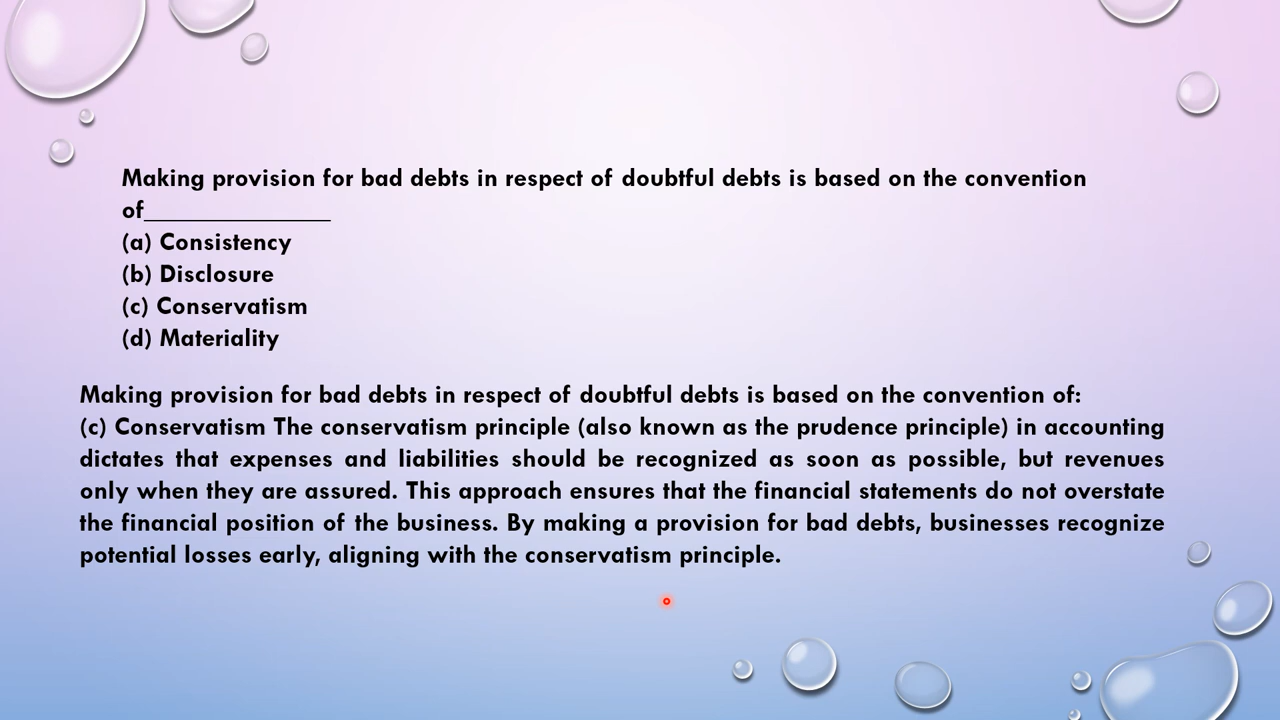 Making provision for bad debts in respect of doubtful debts is based on the convention
of_______________
(a) Consistency
(b) Disclosure
(c) Conservatism
(d) Materiality
Making provision for bad debts in respect of doubtful debts is based on the convention of:
(c) Conservatism The conservatism principle (also known as the prudence principle) in accounting
dictates that expenses and liabilities should be recognized as soon as possible, but revenues
only when they are assured. This approach ensures that the financial statements do not overstate
the financial position of the business. By making a provision for bad debts, businesses recognize
potential losses early, aligning with the conservatism principle.